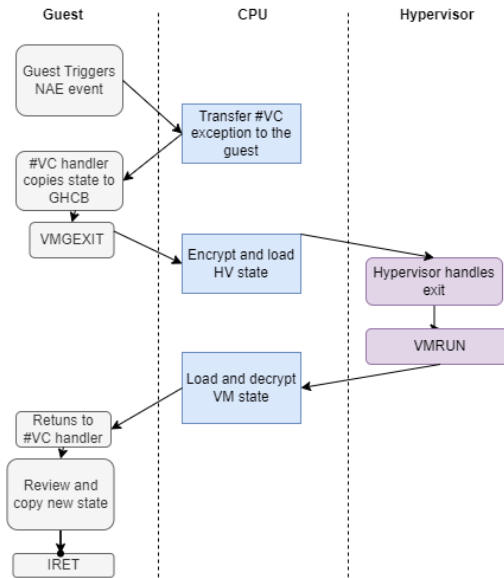 Guest
CPU
Hypervisor
Guest Triggers
NAE event
Transfer #VC
exception to the
guest
#VC handler
copies state to
GHCB
VMGEXIT
Encrypt and load
HV state
Hypervisor handles
exit
VMRUN
Load and decrypt
VM state
Retuns to
#VC handler
Review and
copy new state
IRET